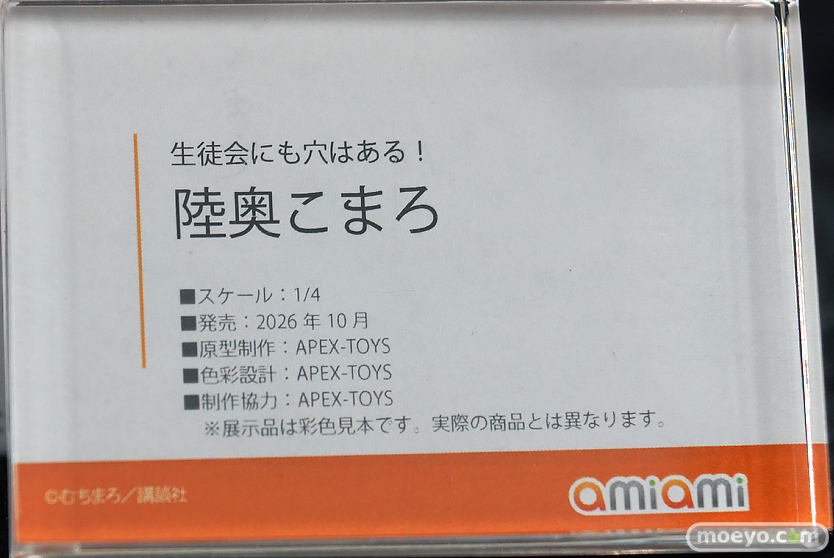 生徒会にも穴はある！
陸奥こまろ
■スケール：1/4
■発売：2026年10月
■原型制作：APEX-TOYS
■色彩設計：APEX-TOYS
■制作協力：APEX-TOYS
※展示品は彩色見本です。実際の商品とは異なります。
©むちまろ／講談社
amiami
moeyo.com